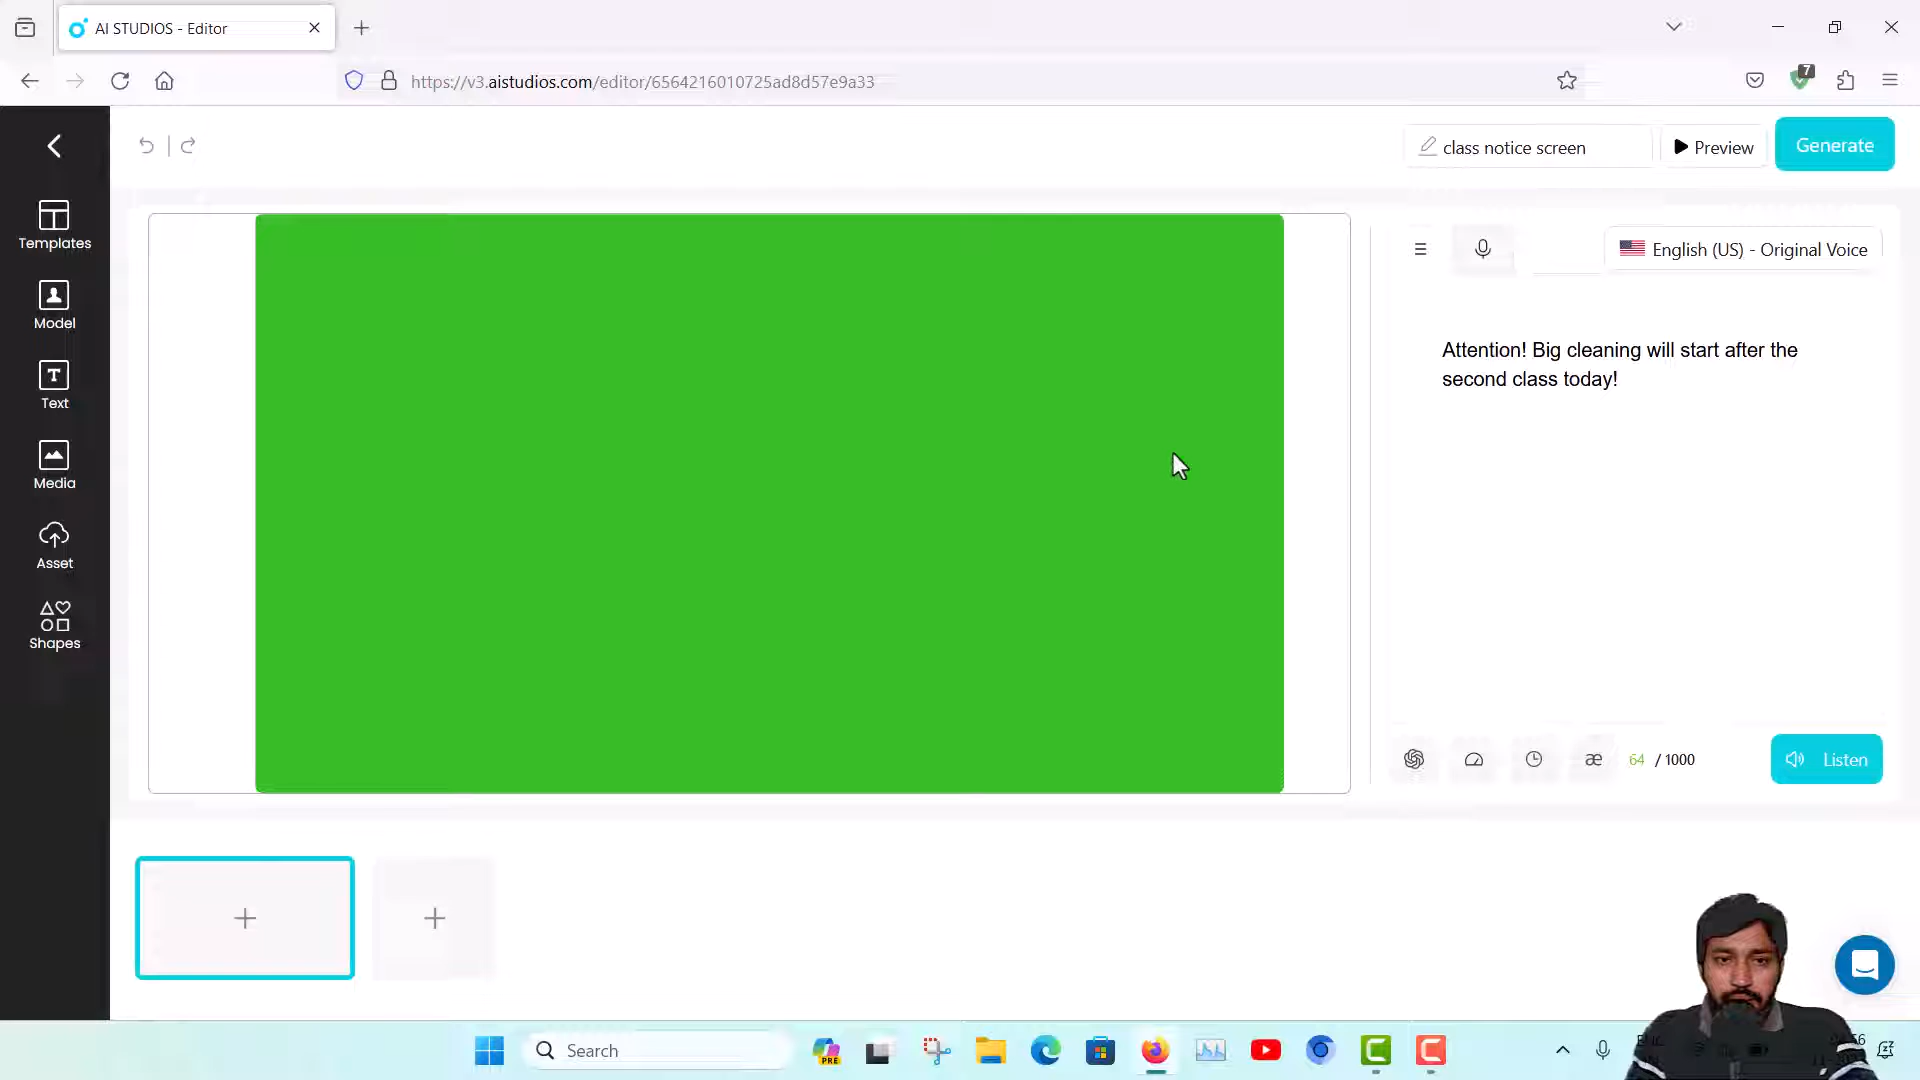 AI STUDIOS - Editor
7
https://v3.aistudios.com/editor/6564216010725ad8d57e9a33
class notice screen
Preview
Generate
Templates
Model
Text
Media
Asset
Shapes
English (US) - Original Voice
Attention! Big cleaning will start after the
second class today!
æ
64 / 1000
Listen
Search
PRE